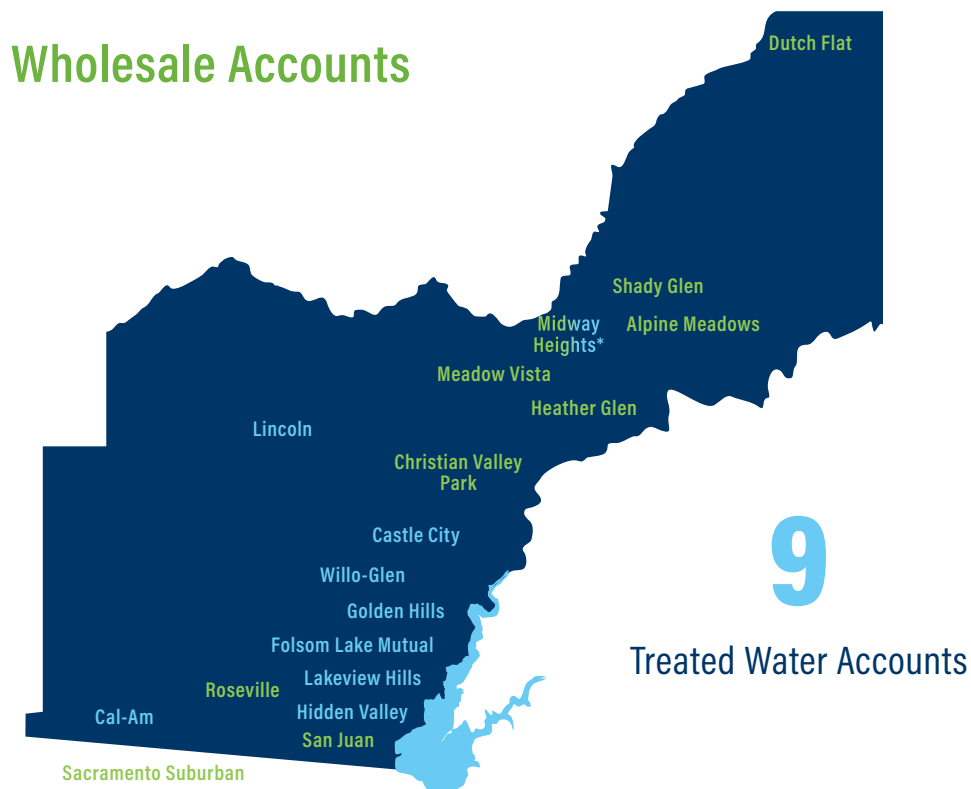 Wholesale Accounts
Dutch Flat
Shady Glen
Midway
Heights*
Alpine Meadows
Meadow Vista
Heather Glen
Lincoln
Christian Valley
Park
Castle City
Willo-Glen
Golden Hills
Folsom Lake Mutual
Lakeview Hills
Roseville
Hidden Valley
Cal-Am
San Juan
Sacramento Suburban
9
Treated Water Accounts